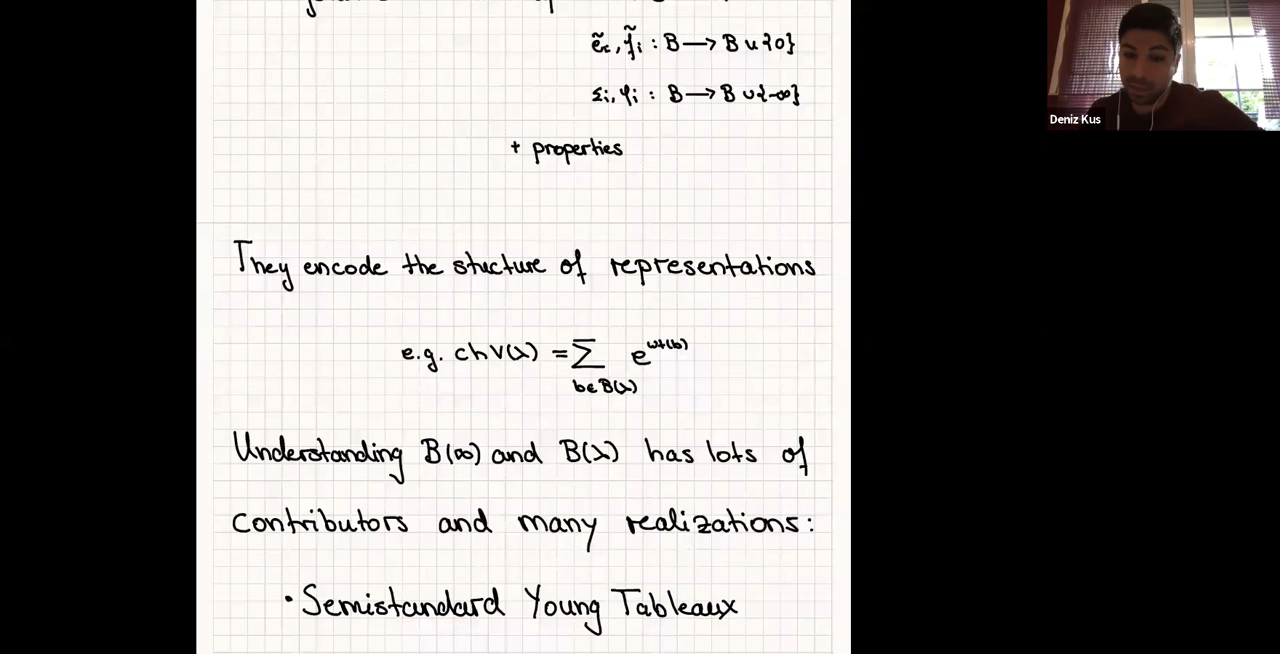 ẽᵢ, f̃ᵢ : B → B ∪ {0}
εᵢ, φᵢ : B → B ∪ {-∞}
+ properties
They encode the stucture of representations
e.g. ch V(λ) = Σ e^wt(b)
b∈B(λ)
Understanding B(∞) and B(λ) has lots of
contributors and many realizations:
• Semistandard Young Tableaux
Deniz Kus